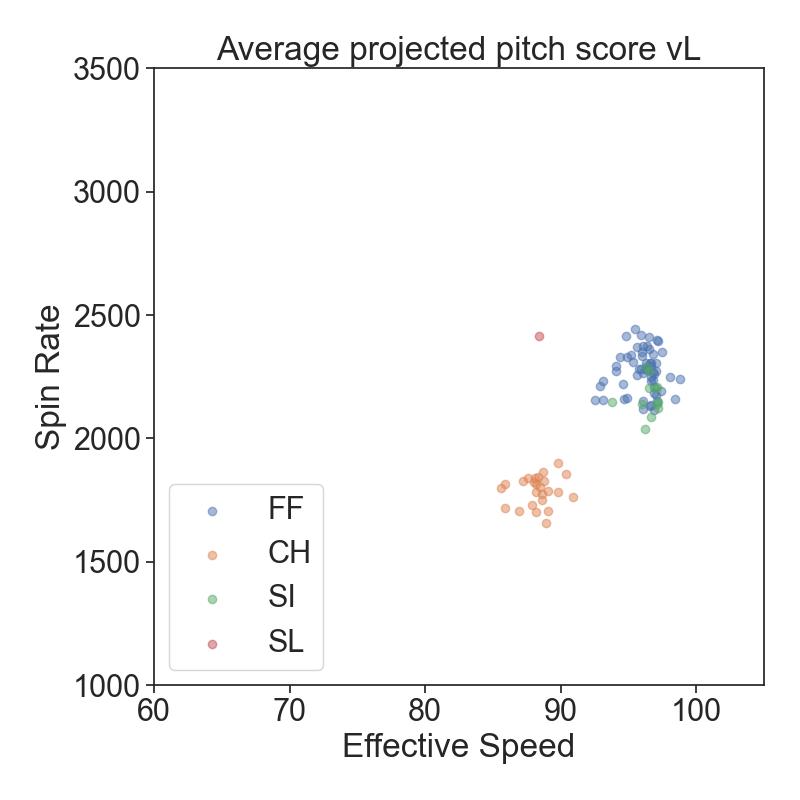 Average projected pitch score vL
3500
3000
2500
2000
1500
1000
Spin Rate
FF
CH
SI
SL
60 70 80 90 100
Effective Speed